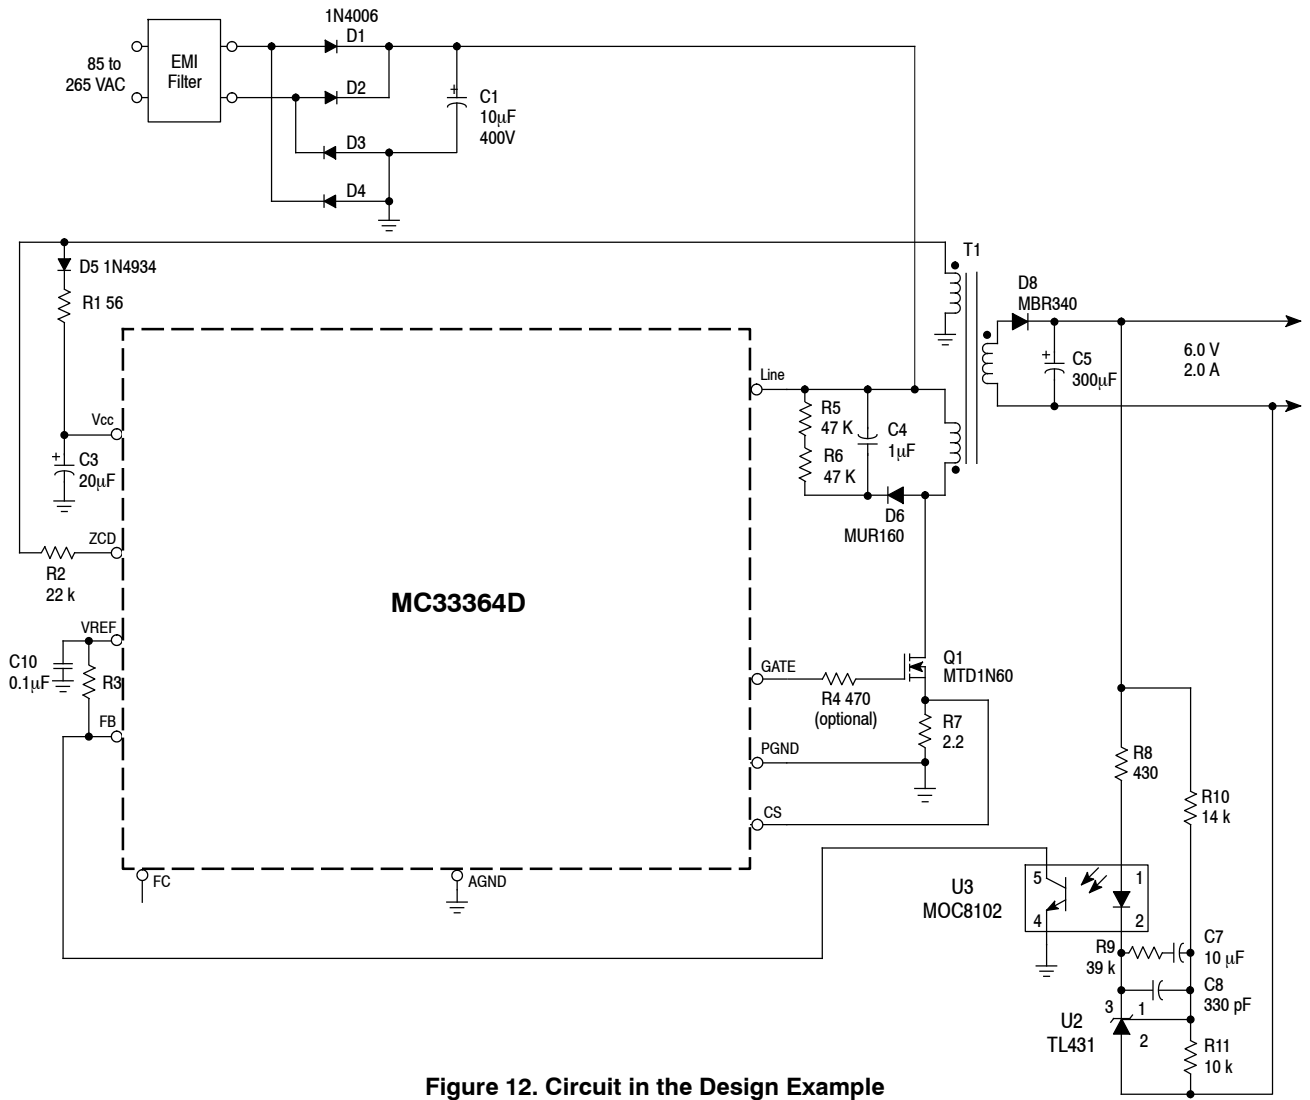 1N4006
D1
EMI
Filter
85 to
265 VAC
D2
C1
10μF
400V
+
D3
D4
T1
D5 1N4934
R1 56
D8
MBR340
6.0 V
2.0 A
+
C5
300μF
Line
R5
47 K
C4
1μF
R6
47 K
D6
MUR160
Vcc
+
C3
20μF
ZCD
R2
22 k
MC33364D
VREF
C10
0.1μF
R3
FB
GATE
R4 470
(optional)
Q1
MTD1N60
R7
2.2
PGND
CS
R8
430
R10
14 k
FC
AGND
U3
MOC8102
5
4
1
2
R9
39 k
C7
10 μF
C8
330 pF
3
1
2
U2
TL431
R11
10 k
Figure 12. Circuit in the Design Example